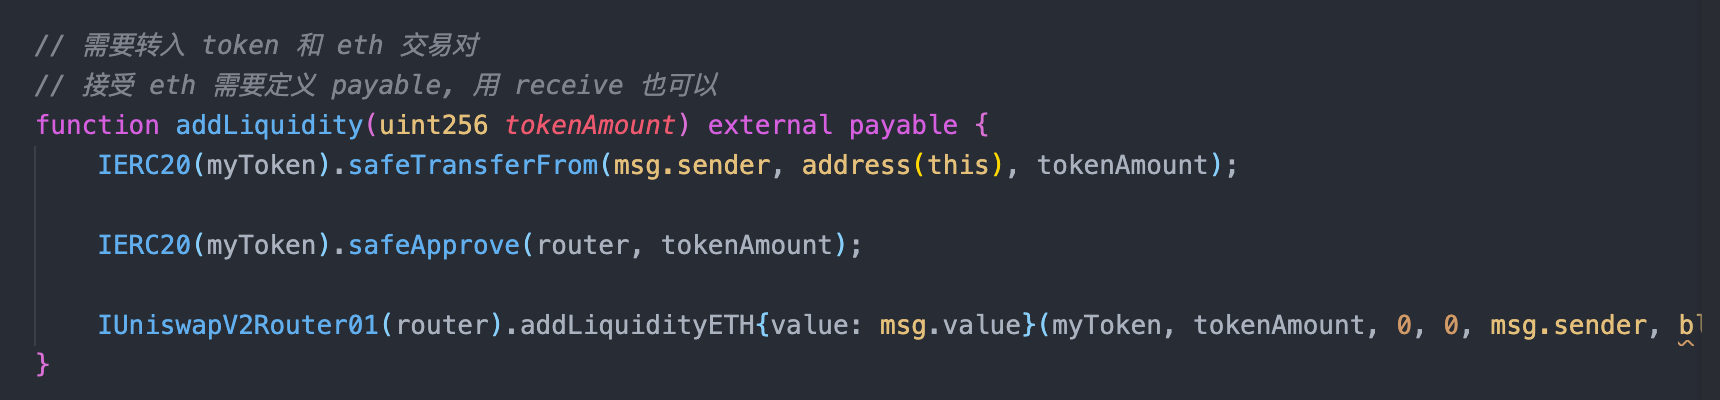 // 需要转入 token 和 eth 交易对
// 接受 eth 需要定义 payable, 用 receive 也可以
function addLiquidity(uint256 tokenAmount) external payable {
IERC20(myToken).safeTransferFrom(msg.sender, address(this), tokenAmount);
IERC20(myToken).safeApprove(router, tokenAmount);
IUniswapV2Router01(router).addLiquidityETH{value: msg.value}(myToken, tokenAmount, 0, 0, msg.sender,
}